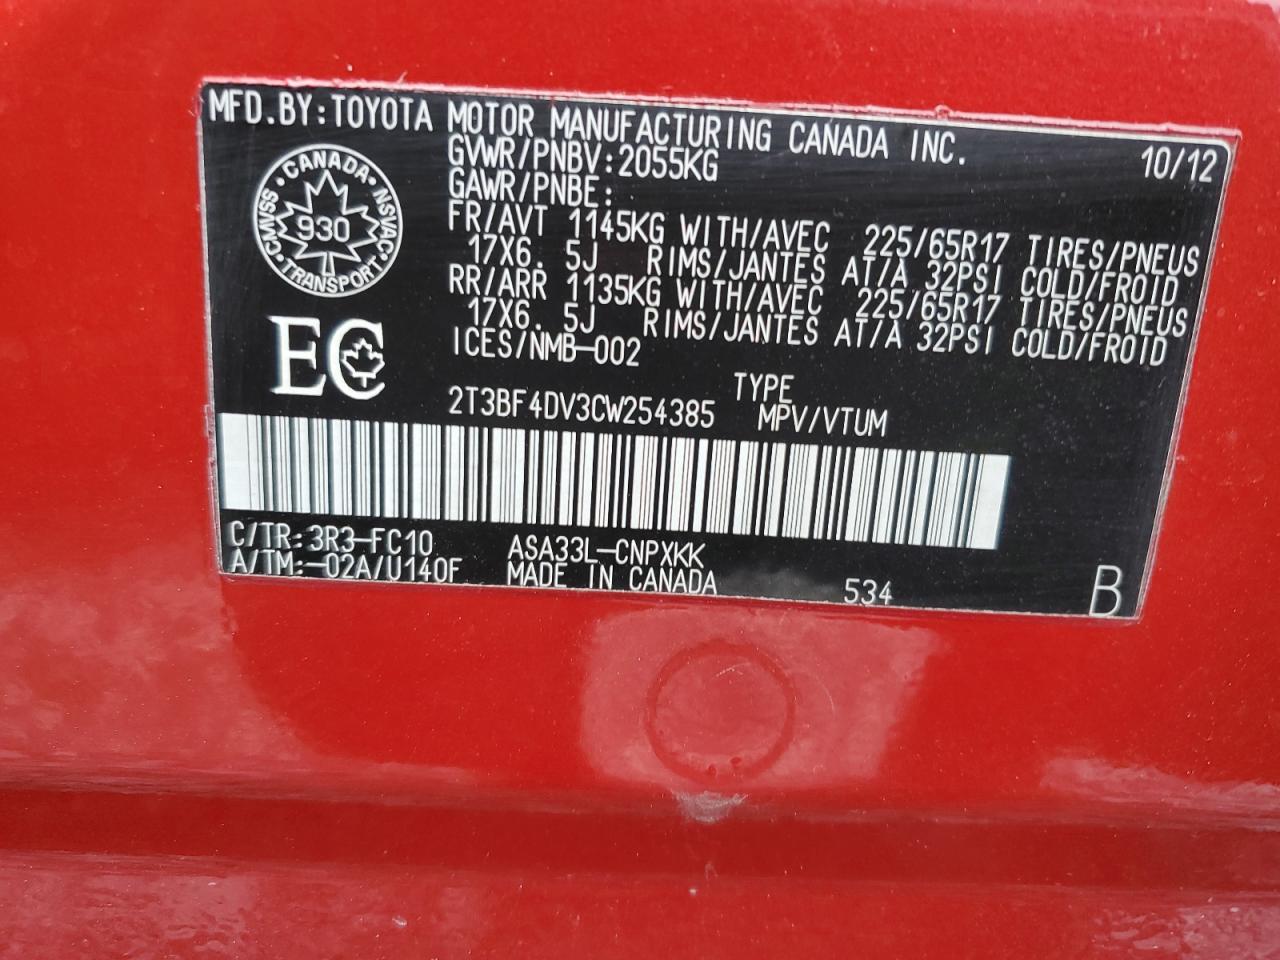 MFD.BY:TOYOTA MOTOR MANUFACTURING CANADA INC. 10/12
GVWR/PNBV:2055KG
GAWR/PNBE:
FR/AVT 1145KG WITH/AVEC 225/65R17 TIRES/PNEUS
17X6. 5J RIMS/JANTES AT/A 32PSI COLD/FROID
RR/ARR 1135KG WITH/AVEC 225/65R17 TIRES/PNEUS
17X6. 5J RIMS/JANTES AT/A 32PSI COLD/FROID
ICES/NMB-002
CANADA · NSVAC · TRANSPORT · CMVSS
930
EC
TYPE
2T3BF4DV3CW254385 MPV/VTUM
C/TR:3R3-FC10 ASA33L-CNPXKK
A/TM:-02A/U140F MADE IN CANADA 534 B